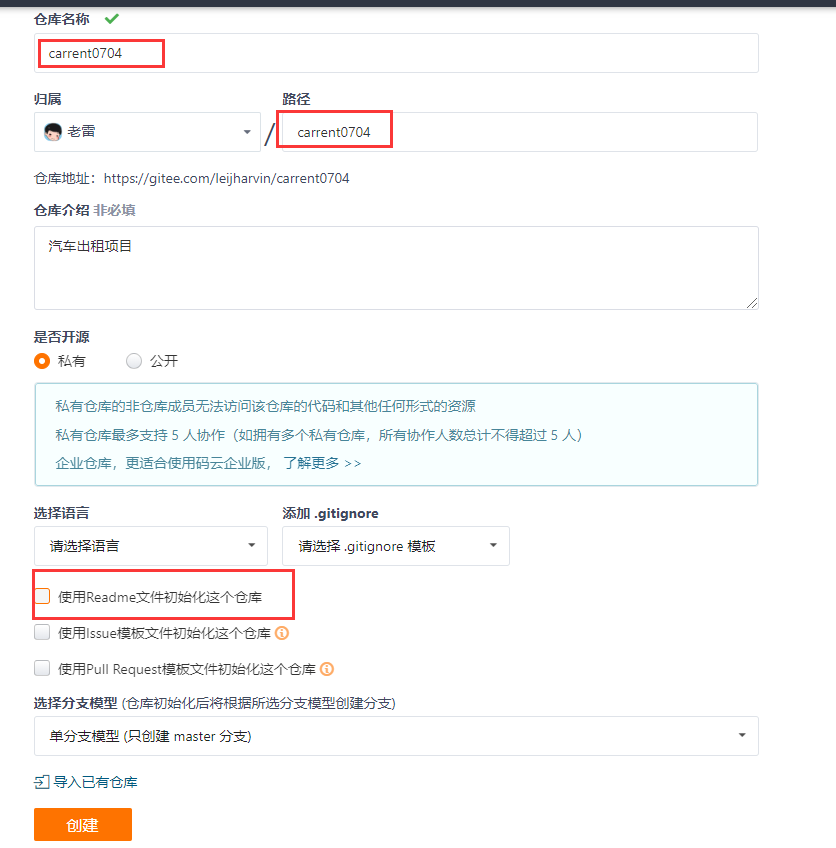 仓库名称
carrent0704
归属 路径
老雷 / carrent0704
仓库地址：https://gitee.com/leijharvin/carrent0704
仓库介绍 非必填
汽车出租项目
是否开源
私有 公开
私有仓库的非仓库成员无法访问该仓库的代码和其他任何形式的资源
私有仓库最多支持 5 人协作（如拥有多个私有仓库，所有协作人数总计不得超过 5 人）
企业仓库，更适合使用码云企业版， 了解更多 >>
选择语言 添加 .gitignore
请选择语言 请选择 .gitignore 模板
使用Readme文件初始化这个仓库
使用Issue模板文件初始化这个仓库
使用Pull Request模板文件初始化这个仓库
选择分支模型 (仓库初始化后将根据所选分支模型创建分支)
单分支模型 (只创建 master 分支)
导入已有仓库
创建